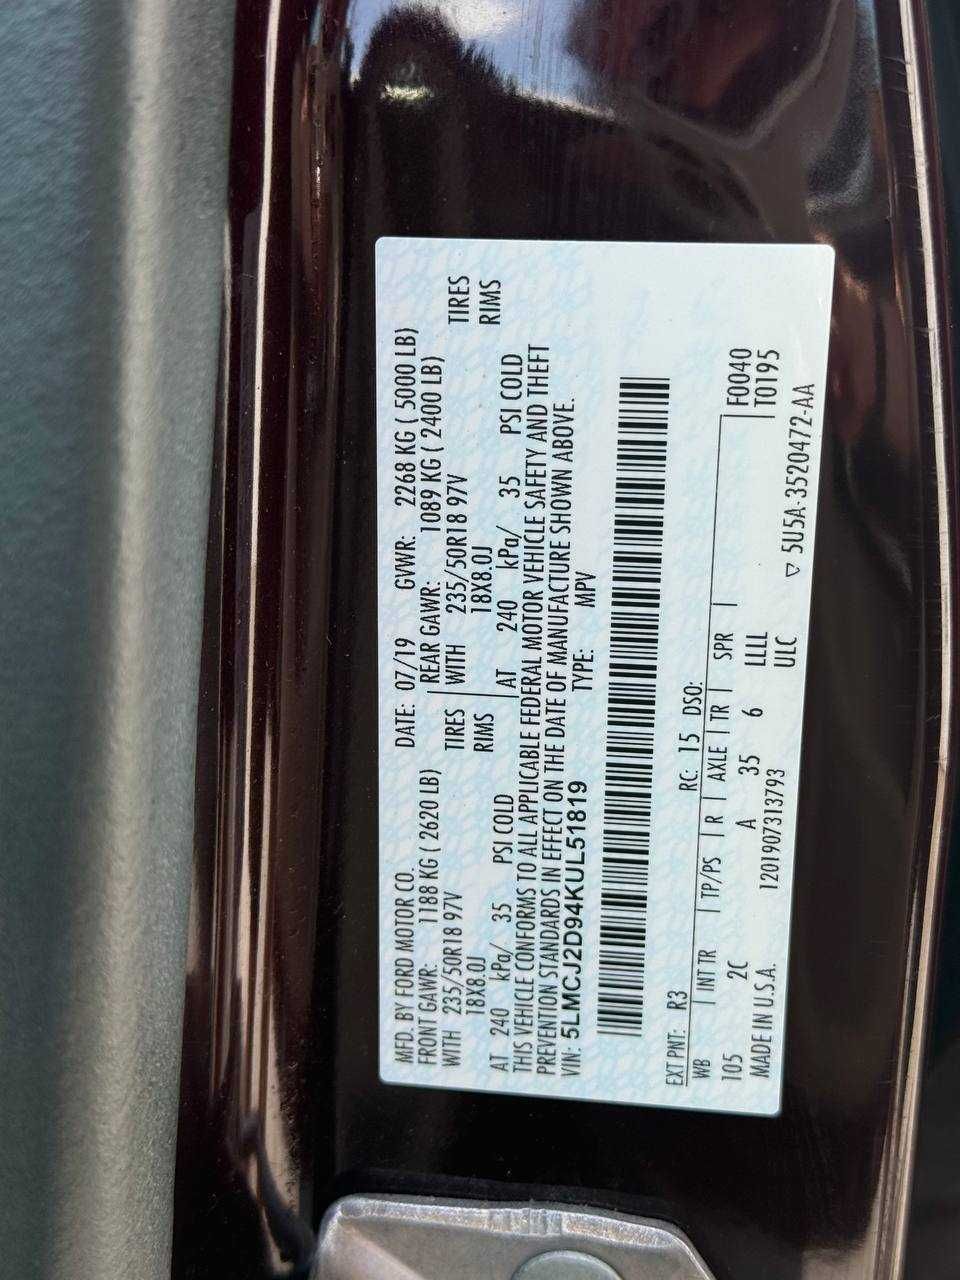 MFD. BY FORD MOTOR CO. DATE: 07/19 GVWR: 2268 KG ( 5000 LB)
FRONT GAWR: 1188 KG ( 2620 LB) REAR GAWR: 1089 KG ( 2400 LB)
WITH 235/50R18 97V TIRES WITH 235/50R18 97V TIRES
18X8.0J RIMS 18X8.0J RIMS
AT 240 kPa/ 35 PSI COLD AT 240 kPa/ 35 PSI COLD
THIS VEHICLE CONFORMS TO ALL APPLICABLE FEDERAL MOTOR VEHICLE SAFETY AND THEFT
PREVENTION STANDARDS IN EFFECT ON THE DATE OF MANUFACTURE SHOWN ABOVE.
VIN: 5LMCJ2D94KUL51819 TYPE: MPV
EXT PNT: R3 RC: 15 DSO:
WB INT TR TP/PS R AXLE TR SPR F0040
105 2C A 35 6 LLLL T0195
MADE IN U.S.A. 1201907313793 ULC
▽ 5U5A-3520472-AA